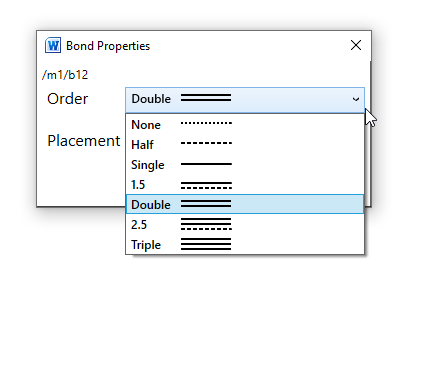 Bond Properties
/m1/b12
Order Double
None
Half
Placement
Single
1.5
Double
2.5
Triple